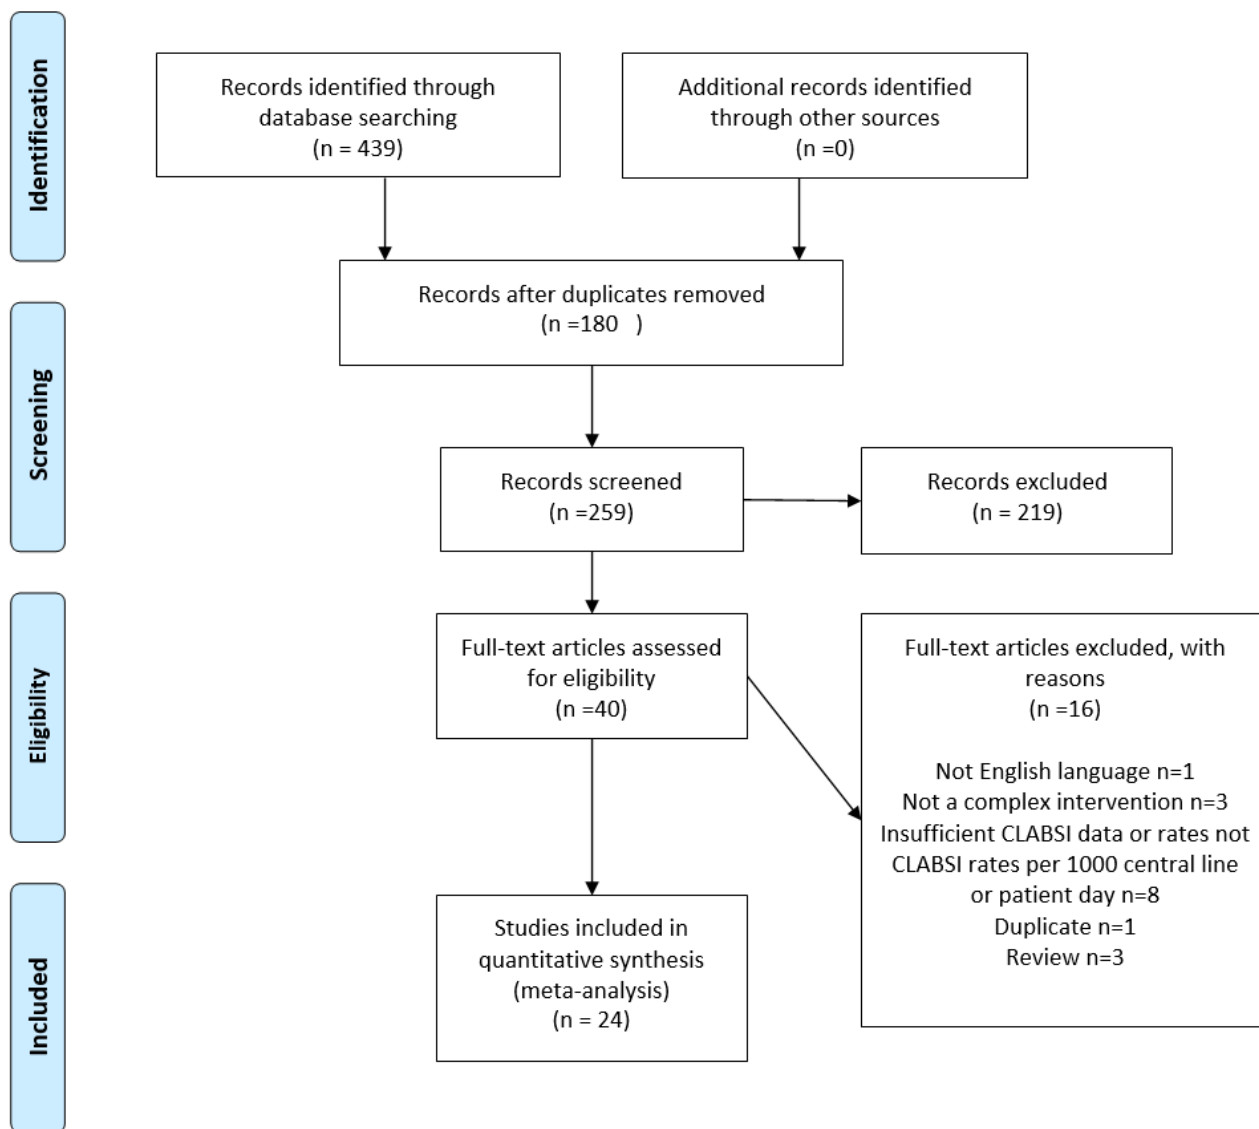 Identification
Records identified through
database searching
(n = 439)
Additional records identified
through other sources
(n =0)
Records after duplicates removed
(n =180   )
Screening
Records screened
(n =259)
Records excluded
(n = 219)
Eligibility
Full-text articles assessed
for eligibility
(n =40)
Full-text articles excluded, with
reasons
(n =16)
Not English language n=1
Not a complex intervention n=3
Insufficient CLABSI data or rates not
CLABSI rates per 1000 central line
or patient day n=8
Duplicate n=1
Review n=3
Included
Studies included in
quantitative synthesis
(meta-analysis)
(n = 24)